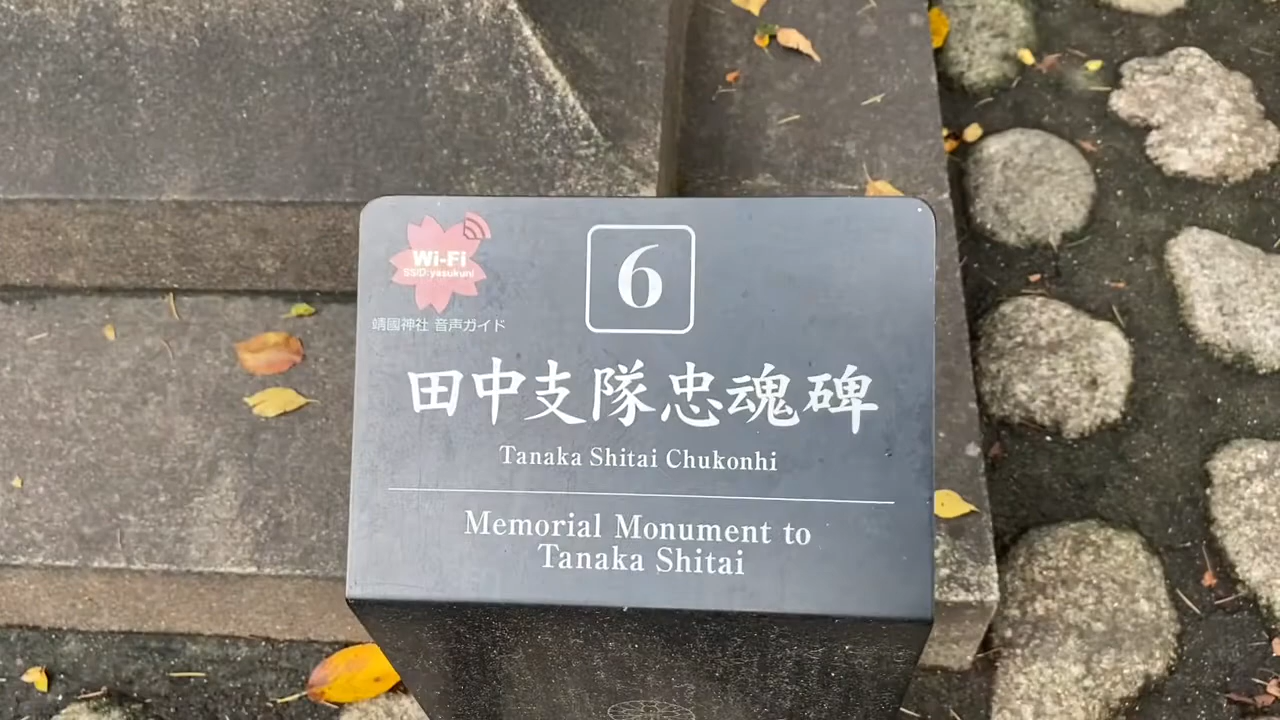 Wi-Fi
SSID:yasukuni
靖國神社 音声ガイド
6
田中支隊忠魂碑
Tanaka Shitai Chukonhi
Memorial Monument to
Tanaka Shitai